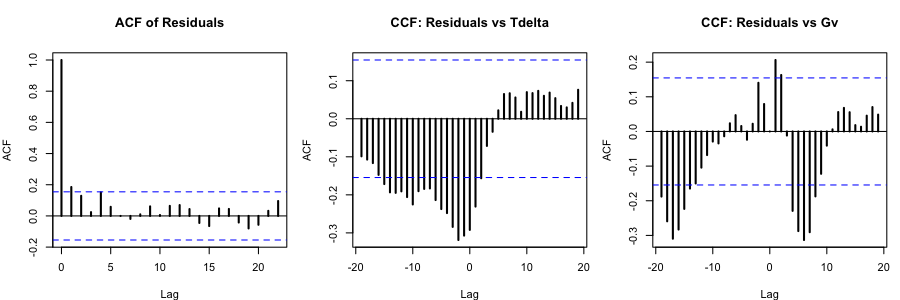 ACF of Residuals
ACF
1.0
0.8
0.6
0.4
0.2
0.0
-0.2
0 5 10 15 20
Lag
CCF: Residuals vs Tdelta
ACF
0.1
0.0
-0.1
-0.2
-0.3
-20 -10 0 10 20
Lag
CCF: Residuals vs Gv
ACF
0.2
0.1
0.0
-0.1
-0.2
-0.3
-20 -10 0 10 20
Lag